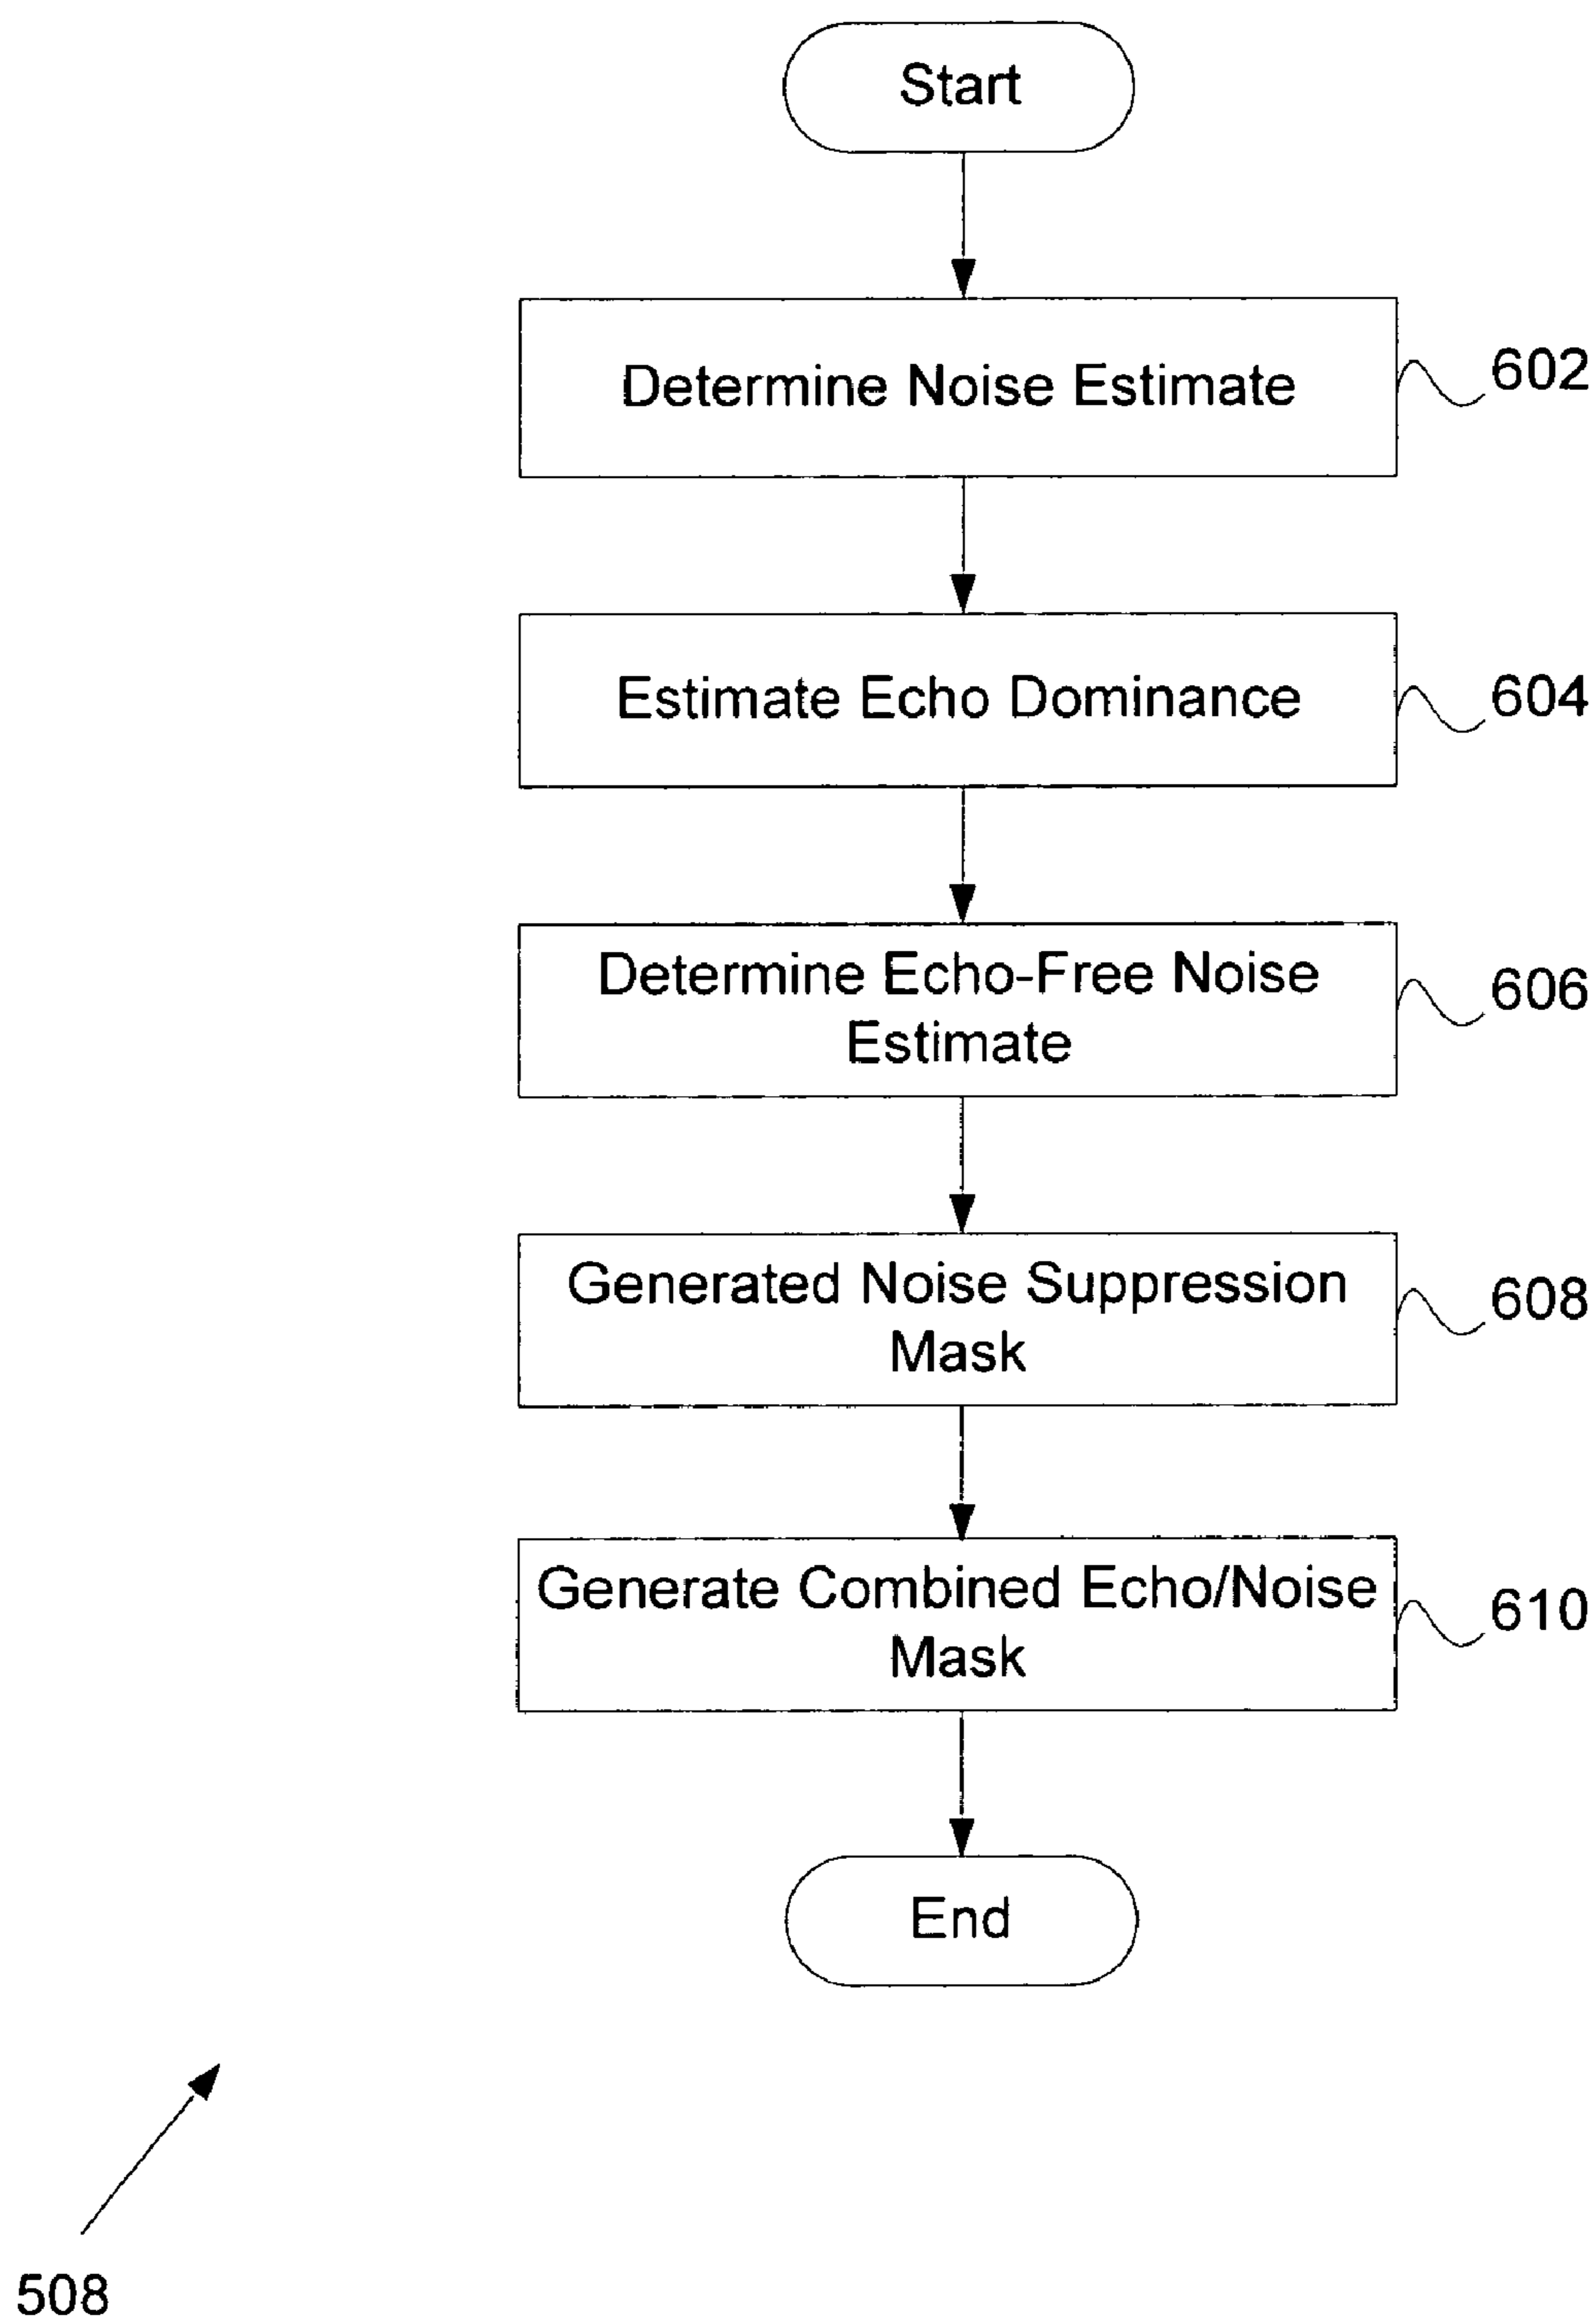 Start
Determine Noise Estimate
602
Estimate Echo Dominance
604
Determine Echo-Free Noise
Estimate
606
Generated Noise Suppression
Mask
608
Generate Combined Echo/Noise
Mask
610
End
508